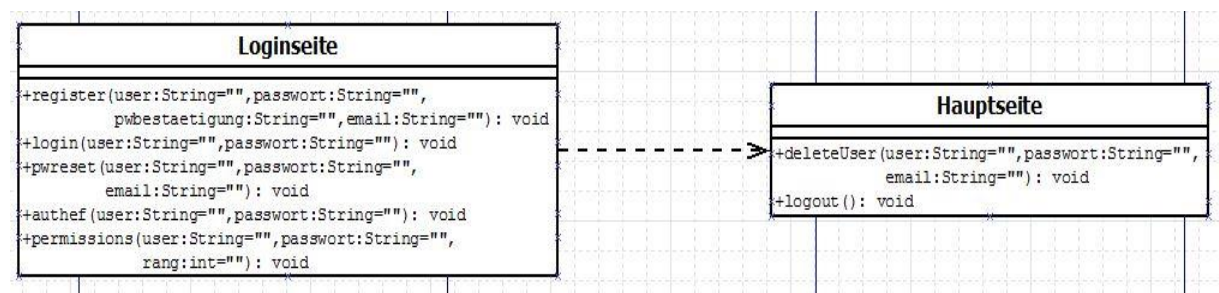 Loginseite
+register(user:String="",passwort:String="",
pwbestaetigung:String="",email:String=""): void
+login(user:String="",passwort:String=""): void
+pwreset(user:String="",passwort:String="",
email:String=""): void
+authef(user:String="",passwort:String=""): void
+permissions(user:String="",passwort:String="",
rang:int=""): void
Hauptseite
+deleteUser(user:String="",passwort:String="",
email:String=""): void
+logout(): void